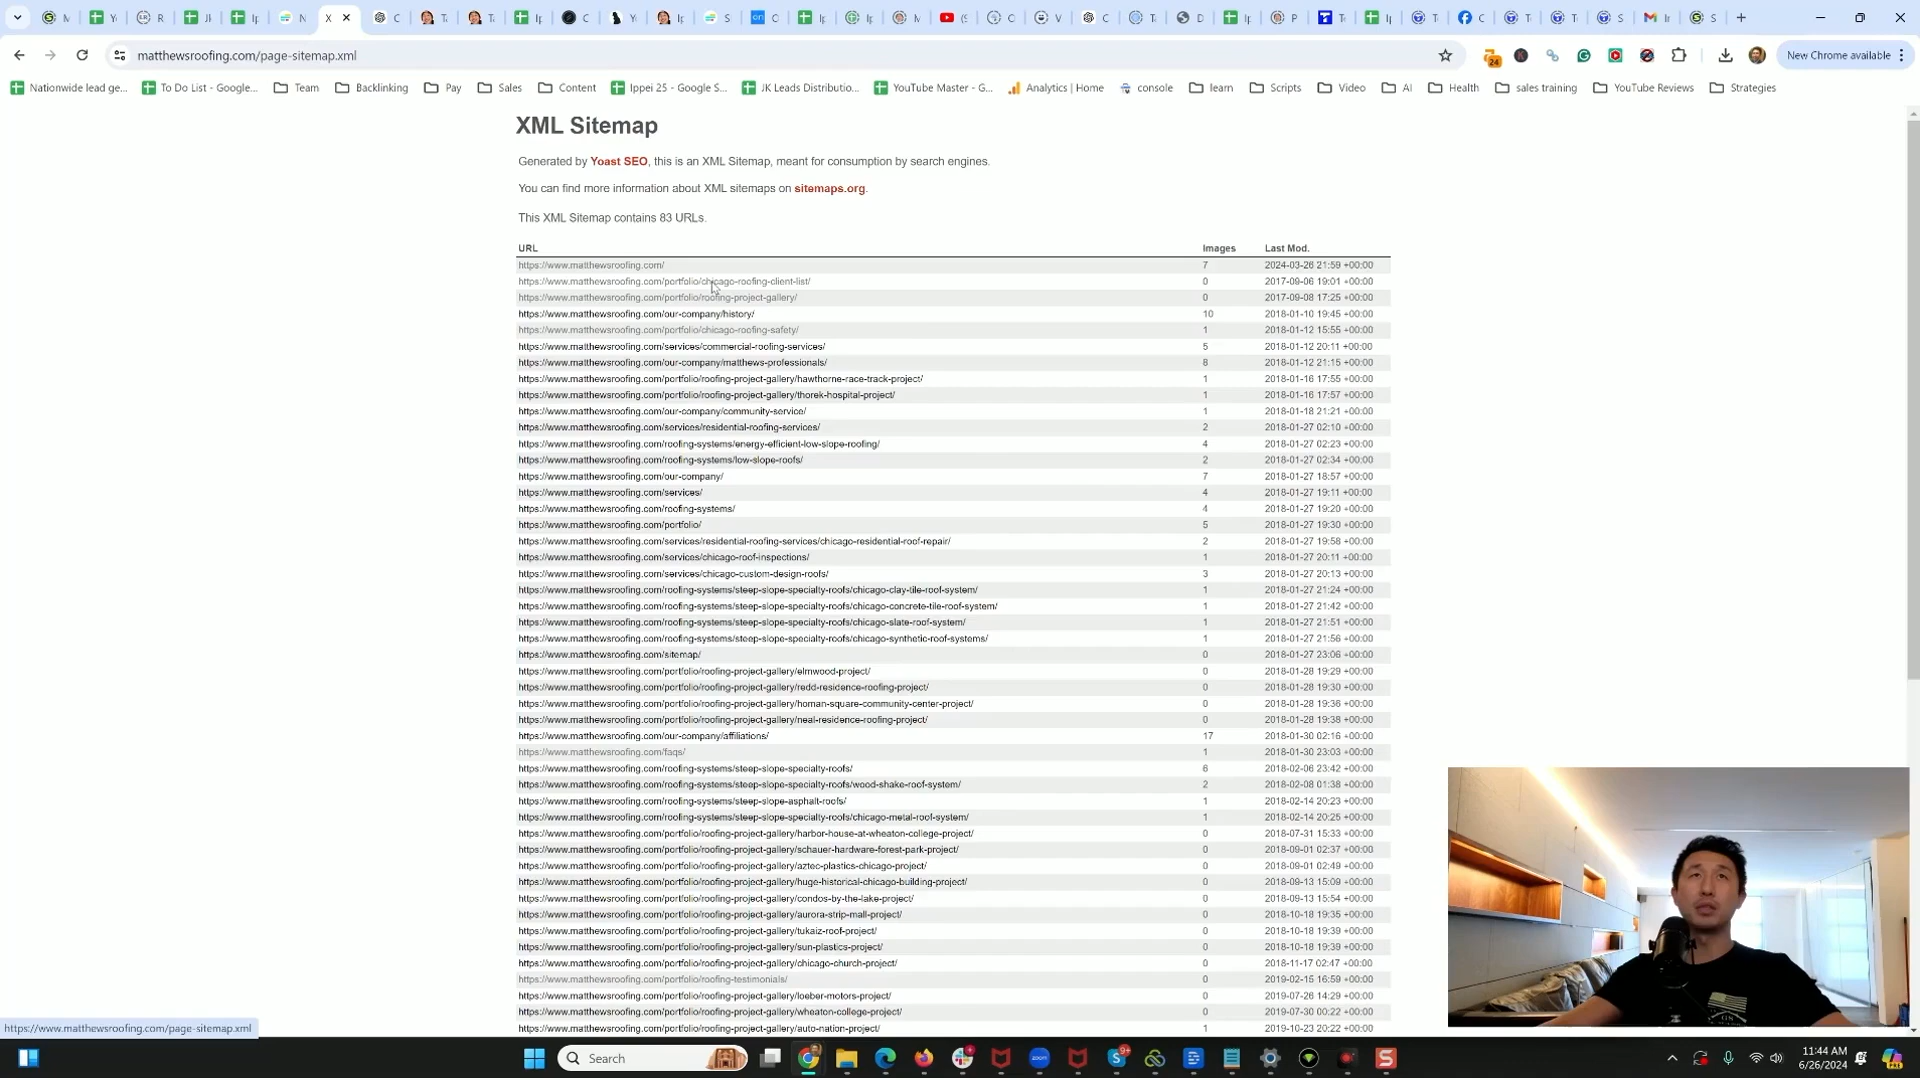 matthewsroofing.com/page-sitemap.xml
New Chrome available
Nationwide lead ge...
To Do List - Google...
Team
Backlinking
Pay
Sales
Content
Ippei 25 - Google S...
JK Leads Distributio...
YouTube Master - G...
Analytics | Home
console
learn
Scripts
Video
AI
Health
sales training
YouTube Reviews
Strategies
XML Sitemap
Generated by Yoast SEO, this is an XML Sitemap, meant for consumption by search engines.
You can find more information about XML sitemaps on sitemaps.org.
This XML Sitemap contains 83 URLs.
URL Images Last Mod.
https://www.matthewsroofing.com/ 7 2024-03-26 21:59 +00:00
https://www.matthewsroofing.com/portfolio/chicago-roofing-client-list/ 0 2017-09-06 19:01 +00:00
https://www.matthewsroofing.com/portfolio/roofing-project-gallery/ 0 2017-09-08 17:25 +00:00
https://www.matthewsroofing.com/our-company/history/ 10 2018-01-10 19:45 +00:00
https://www.matthewsroofing.com/portfolio/chicago-roofing-safety/ 1 2018-01-12 15:55 +00:00
https://www.matthewsroofing.com/services/commercial-roofing-services/ 5 2018-01-12 20:11 +00:00
https://www.matthewsroofing.com/our-company/matthews-professionals/ 8 2018-01-12 21:15 +00:00
https://www.matthewsroofing.com/portfolio/roofing-project-gallery/hawthorne-race-track-project/ 1 2018-01-16 17:55 +00:00
https://www.matthewsroofing.com/portfolio/roofing-project-gallery/thorek-hospital-project/ 1 2018-01-16 17:57 +00:00
https://www.matthewsroofing.com/our-company/community-service/ 1 2018-01-18 21:21 +00:00
https://www.matthewsroofing.com/services/residential-roofing-services/ 2 2018-01-27 02:10 +00:00
https://www.matthewsroofing.com/roofing-systems/energy-efficient-low-slope-roofing/ 4 2018-01-27 02:23 +00:00
https://www.matthewsroofing.com/roofing-systems/low-slope-roofs/ 2 2018-01-27 02:34 +00:00
https://www.matthewsroofing.com/our-company/ 7 2018-01-27 18:57 +00:00
https://www.matthewsroofing.com/services/ 4 2018-01-27 19:11 +00:00
https://www.matthewsroofing.com/roofing-systems/ 4 2018-01-27 19:20 +00:00
https://www.matthewsroofing.com/portfolio/ 5 2018-01-27 19:30 +00:00
https://www.matthewsroofing.com/services/residential-roofing-services/chicago-residential-roof-repair/ 2 2018-01-27 19:58 +00:00
https://www.matthewsroofing.com/services/chicago-roof-inspections/ 1 2018-01-27 20:11 +00:00
https://www.matthewsroofing.com/services/chicago-custom-design-roofs/ 3 2018-01-27 20:13 +00:00
https://www.matthewsroofing.com/roofing-systems/steep-slope-specialty-roofs/chicago-clay-tile-roof-system/ 1 2018-01-27 21:24 +00:00
https://www.matthewsroofing.com/roofing-systems/steep-slope-specialty-roofs/chicago-concrete-tile-roof-system/ 1 2018-01-27 21:42 +00:00
https://www.matthewsroofing.com/roofing-systems/steep-slope-specialty-roofs/chicago-slate-roof-system/ 1 2018-01-27 21:51 +00:00
https://www.matthewsroofing.com/roofing-systems/steep-slope-specialty-roofs/chicago-synthetic-roof-systems/ 1 2018-01-27 21:56 +00:00
https://www.matthewsroofing.com/sitemap/ 0 2018-01-27 23:06 +00:00
https://www.matthewsroofing.com/portfolio/roofing-project-gallery/elmwood-project/ 0 2018-01-28 19:29 +00:00
https://www.matthewsroofing.com/portfolio/roofing-project-gallery/redd-residence-roofing-project/ 0 2018-01-28 19:30 +00:00
https://www.matthewsroofing.com/portfolio/roofing-project-gallery/homan-square-community-center-project/ 0 2018-01-28 19:36 +00:00
https://www.matthewsroofing.com/portfolio/roofing-project-gallery/neal-residence-roofing-project/ 0 2018-01-28 19:38 +00:00
https://www.matthewsroofing.com/our-company/affiliations/ 17 2018-01-30 02:16 +00:00
https://www.matthewsroofing.com/faqs/ 1 2018-01-30 23:03 +00:00
https://www.matthewsroofing.com/roofing-systems/steep-slope-specialty-roofs/ 6 2018-02-06 23:42 +00:00
https://www.matthewsroofing.com/roofing-systems/steep-slope-specialty-roofs/wood-shake-roof-system/ 2 2018-02-08 01:38 +00:00
https://www.matthewsroofing.com/roofing-systems/steep-slope-asphalt-roofs/ 1 2018-02-14 20:23 +00:00
https://www.matthewsroofing.com/roofing-systems/steep-slope-specialty-roofs/chicago-metal-roof-system/ 1 2018-02-14 20:25 +00:00
https://www.matthewsroofing.com/portfolio/roofing-project-gallery/harbor-house-at-wheaton-college-project/ 0 2018-07-31 15:33 +00:00
https://www.matthewsroofing.com/portfolio/roofing-project-gallery/schauer-hardware-forest-park-project/ 0 2018-09-01 02:37 +00:00
https://www.matthewsroofing.com/portfolio/roofing-project-gallery/aztec-plastics-chicago-project/ 0 2018-09-01 02:49 +00:00
https://www.matthewsroofing.com/portfolio/roofing-project-gallery/huge-historical-chicago-building-project/ 0 2018-09-13 15:09 +00:00
https://www.matthewsroofing.com/portfolio/roofing-project-gallery/condos-by-the-lake-project/ 0 2018-09-13 15:54 +00:00
https://www.matthewsroofing.com/portfolio/roofing-project-gallery/aurora-strip-mall-project/ 0 2018-10-18 19:35 +00:00
https://www.matthewsroofing.com/portfolio/roofing-project-gallery/tukaiz-roof-project/ 0 2018-10-18 19:39 +00:00
https://www.matthewsroofing.com/portfolio/roofing-project-gallery/sun-plastics-project/ 0 2018-10-18 19:39 +00:00
https://www.matthewsroofing.com/portfolio/roofing-project-gallery/chicago-church-project/ 0 2018-11-17 02:47 +00:00
https://www.matthewsroofing.com/portfolio/roofing-testimonials/ 0 2019-02-15 16:59 +00:00
https://www.matthewsroofing.com/portfolio/roofing-project-gallery/loeber-motors-project/ 0 2019-07-26 14:29 +00:00
https://www.matthewsroofing.com/portfolio/roofing-project-gallery/wheaton-college-project/ 0 2019-07-30 00:22 +00:00
https://www.matthewsroofing.com/portfolio/roofing-project-gallery/auto-nation-project/ 1 2019-10-23 20:22 +00:00
https://www.matthewsroofing.com/page-sitemap.xml
Search
11:44 AM
6/26/2024